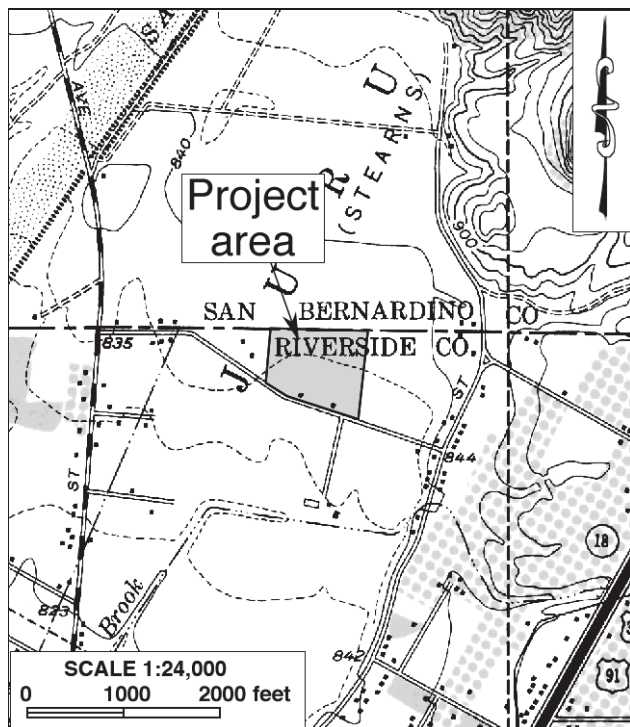 AVE
SA
840
U
R
(STEARNS)
Project
area
900
U
SAN BERNARDINO CO
835
RIVERSIDE CO
J
ST
844
ST
18
Brook
823
842
91
SCALE 1:24,000
0 1000 2000 feet